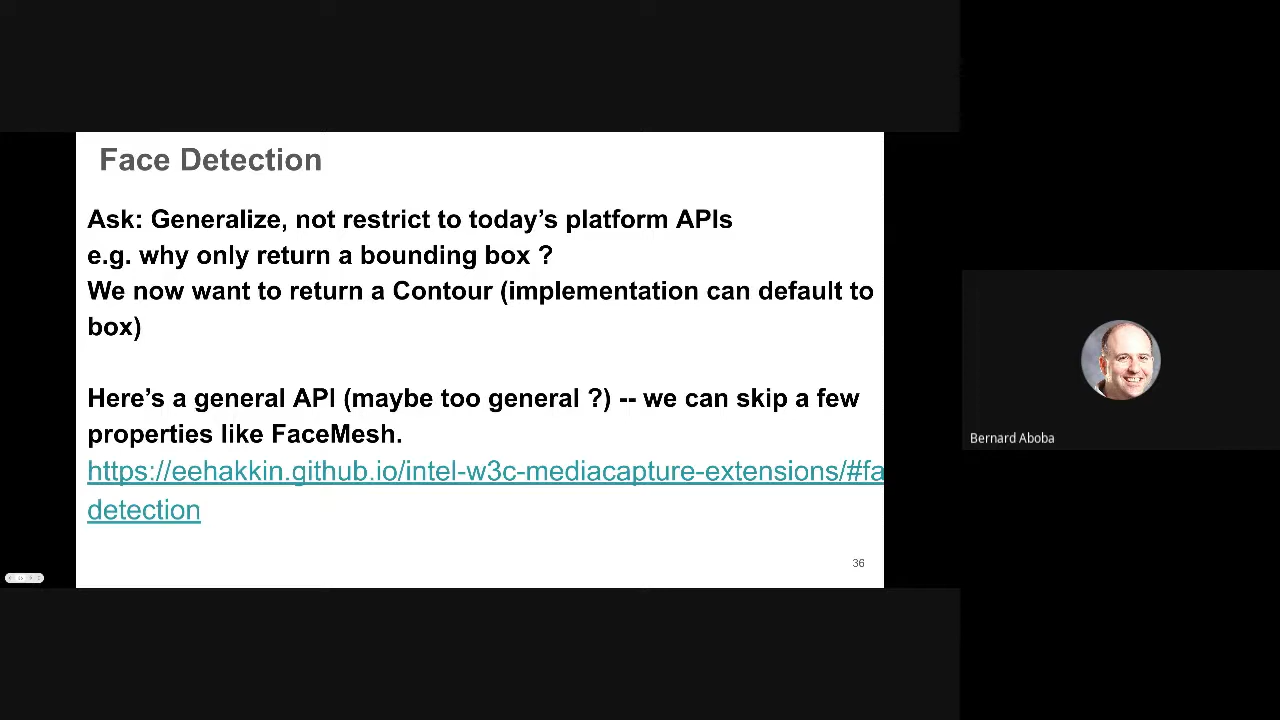 Face Detection
Ask: Generalize, not restrict to today’s platform APIs
e.g. why only return a bounding box ?
We now want to return a Contour (implementation can default to
box)
Here’s a general API (maybe too general ?) -- we can skip a few
properties like FaceMesh.
https://eehakkin.github.io/intel-w3c-mediacapture-extensions/#fa
detection
36
Bernard Aboba